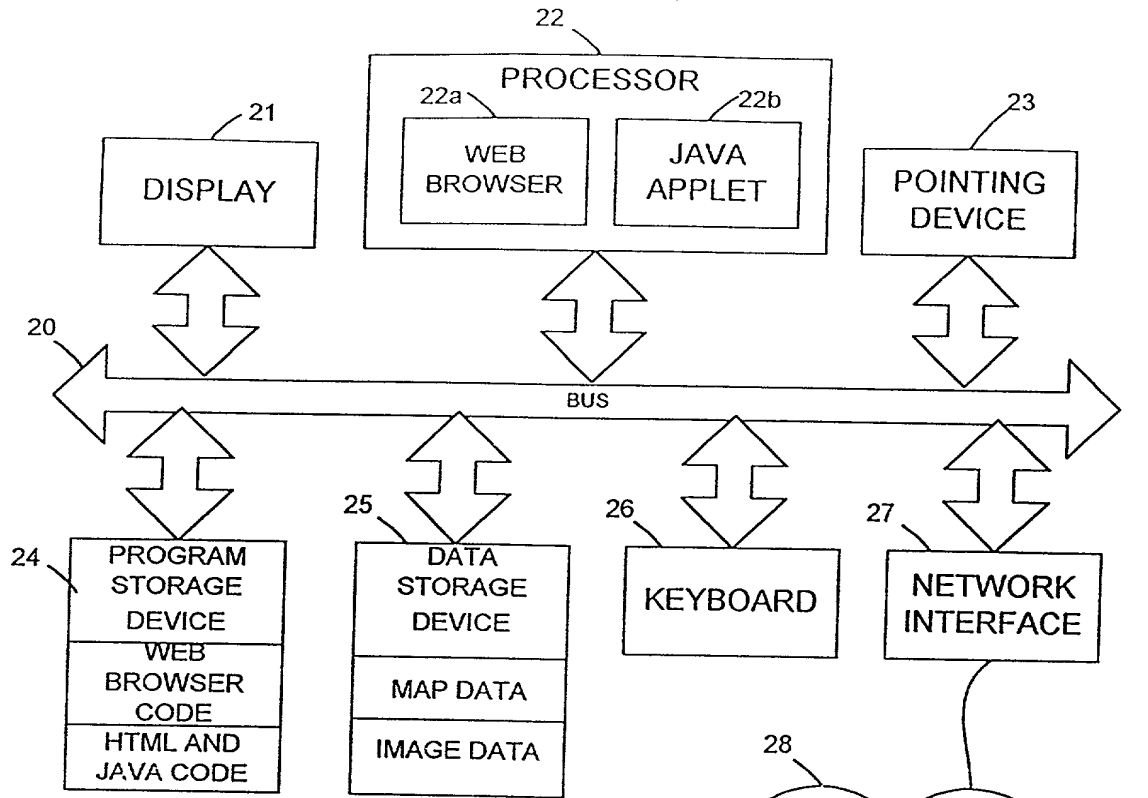 22
PROCESSOR
22a
22b
21
23
WEB
BROWSER
JAVA
APPLET
DISPLAY
POINTING
DEVICE
20
BUS
24
PROGRAM
STORAGE
DEVICE
WEB
BROWSER
CODE
HTML AND
JAVA CODE
25
DATA
STORAGE
DEVICE
MAP DATA
IMAGE DATA
26
KEYBOARD
27
NETWORK
INTERFACE
28